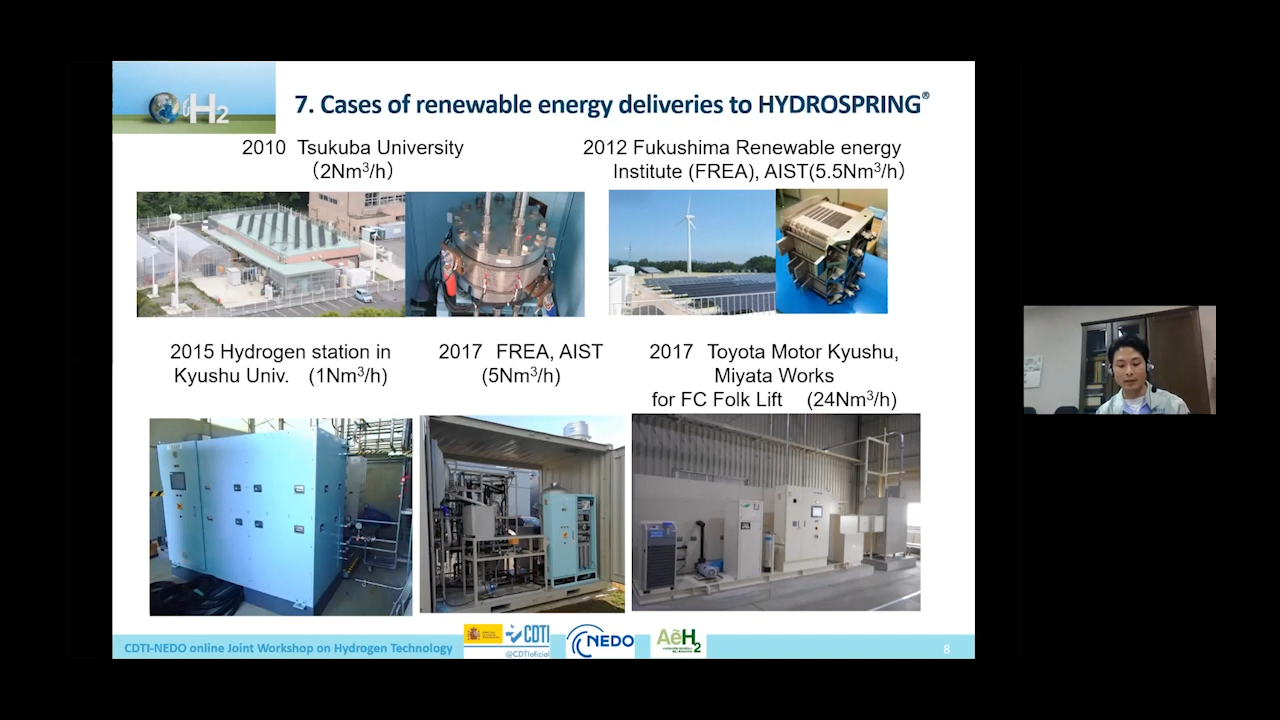 H2
7. Cases of renewable energy deliveries to HYDROSPRING®
2010 Tsukuba University
(2Nm³/h)
2012 Fukushima Renewable energy
Institute (FREA), AIST(5.5Nm³/h)
2015 Hydrogen station in
Kyushu Univ. (1Nm³/h)
2017 FREA, AIST
(5Nm³/h)
2017 Toyota Motor Kyushu,
Miyata Works
for FC Folk Lift (24Nm³/h)
CDTI-NEDO online Joint Workshop on Hydrogen Technology
CDTI
@CDTIoficial
NEDO
AeH2
8